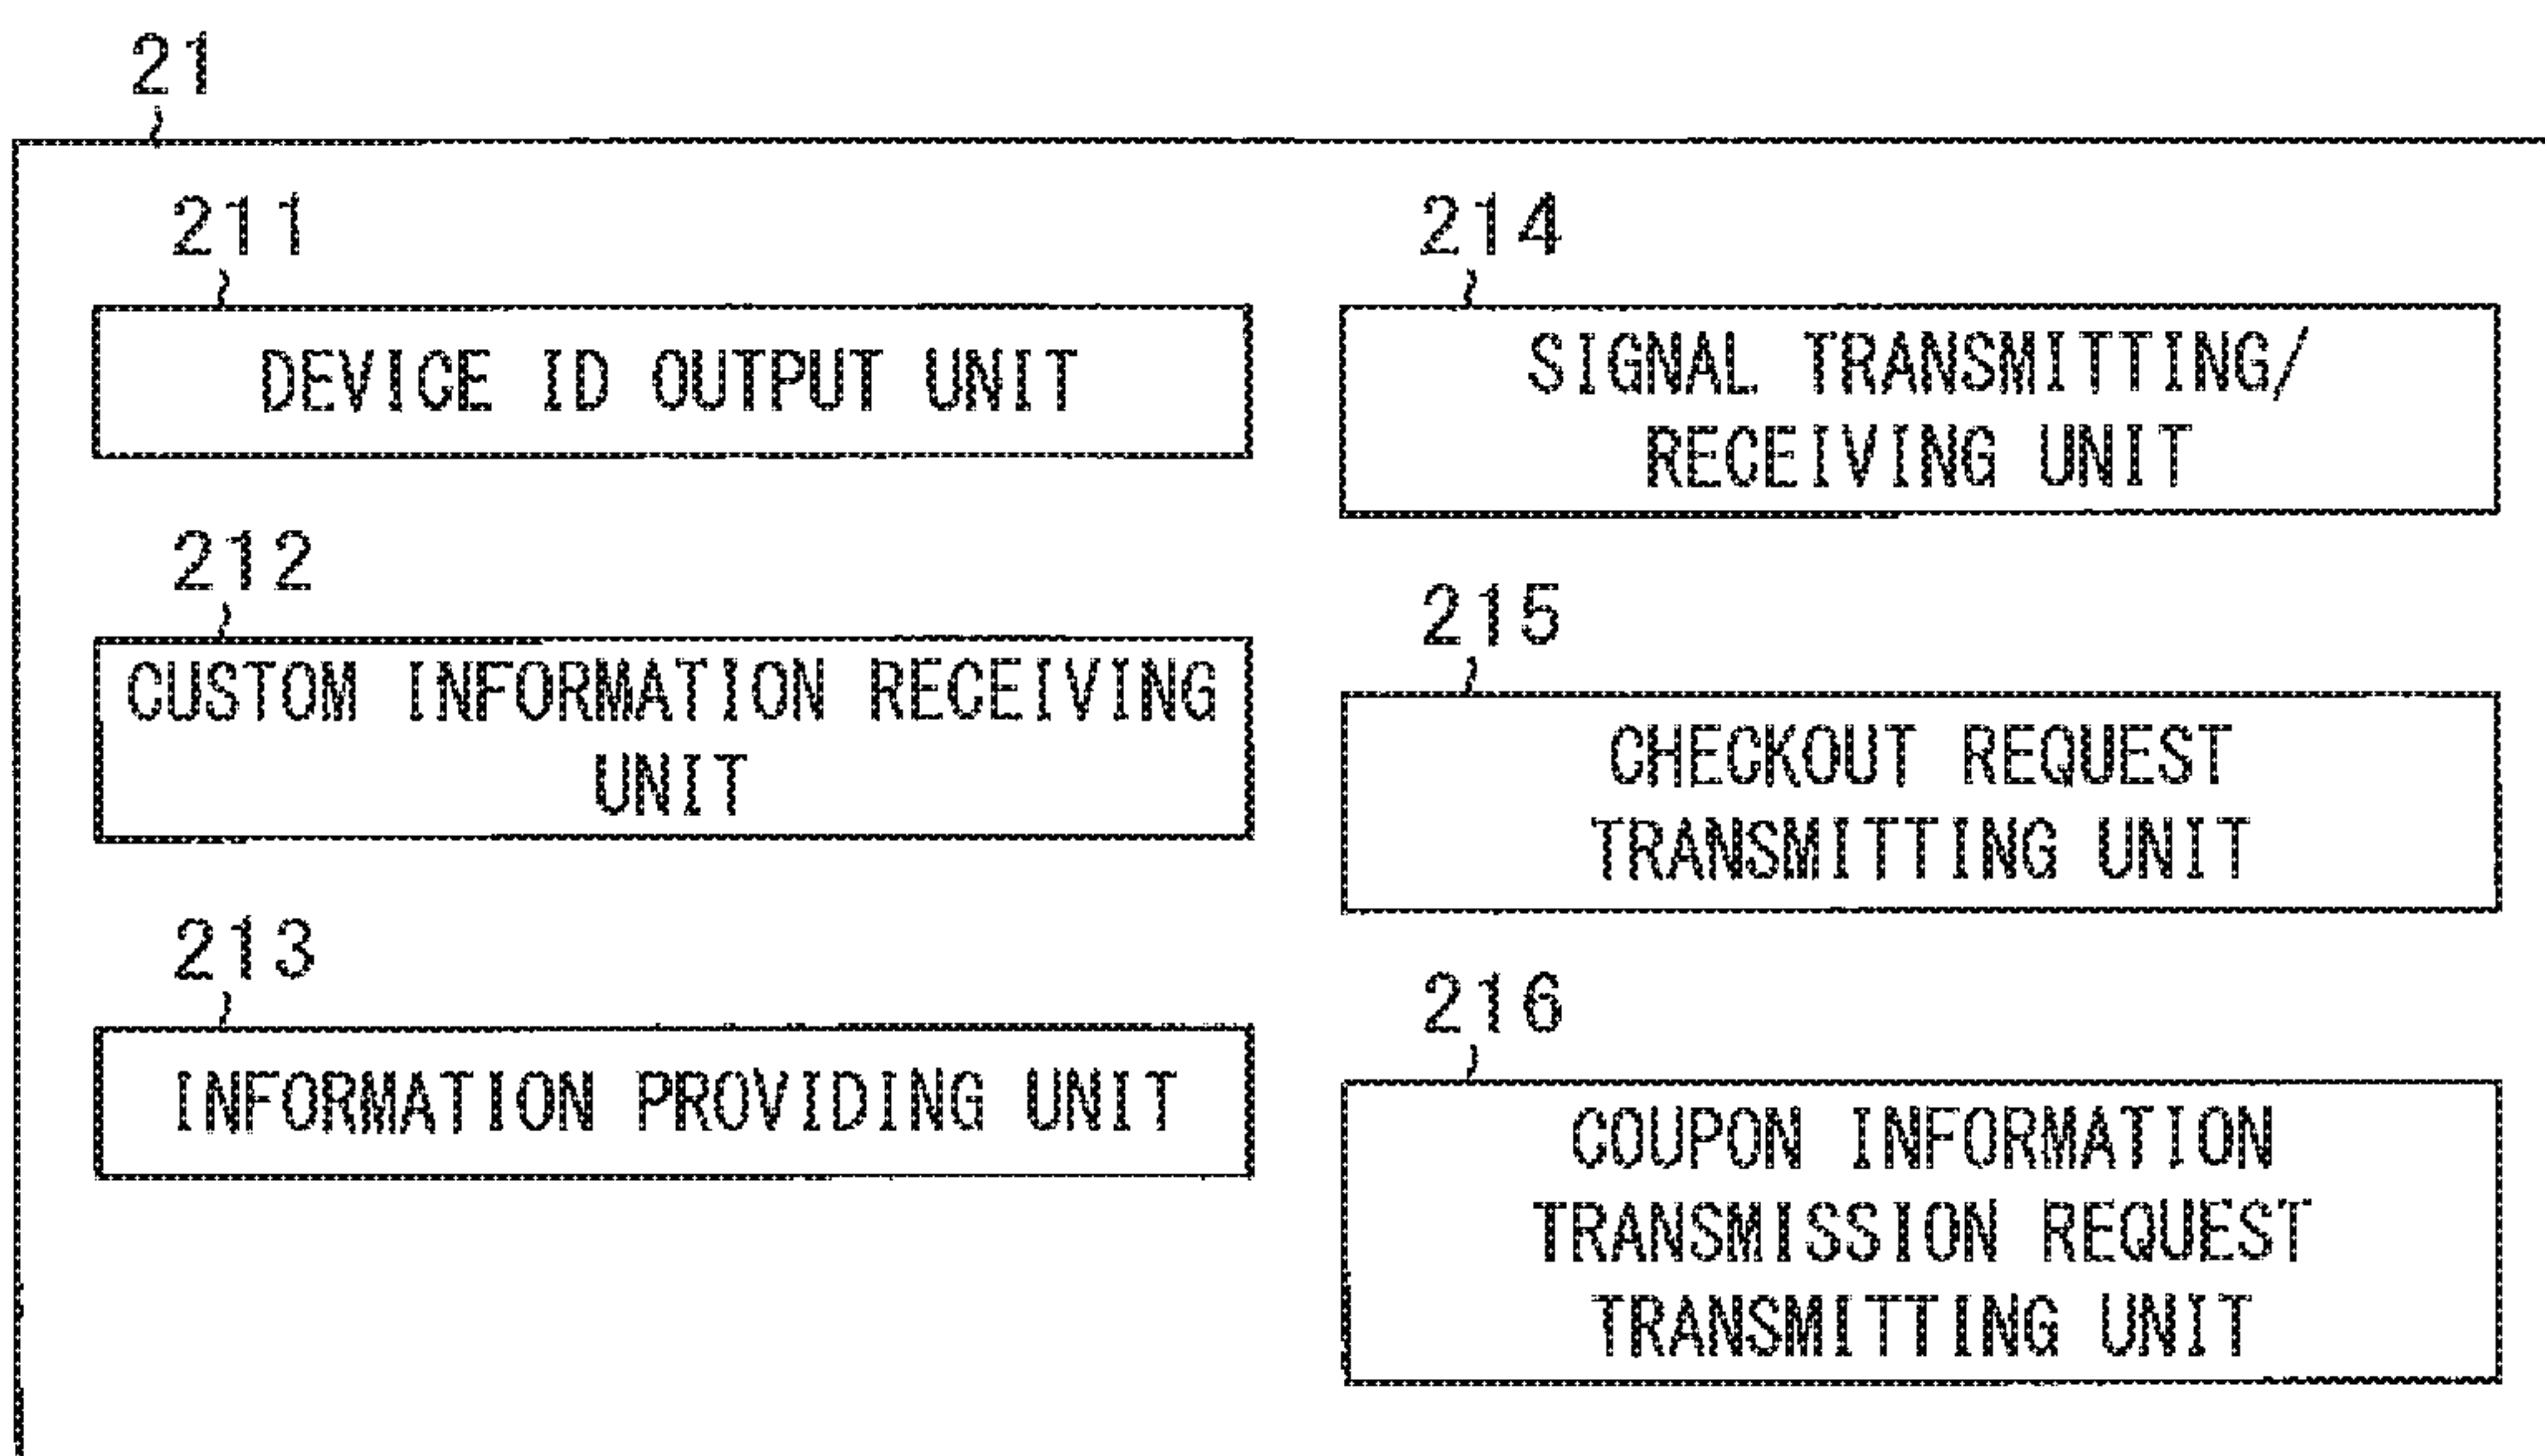 21
211
DEVICE ID OUTPUT UNIT
212
CUSTOM INFORMATION RECEIVING
UNIT
213
INFORMATION PROVIDING UNIT
214
SIGNAL TRANSMITTING/
RECEIVING UNIT
215
CHECKOUT REQUEST
TRANSMITTING UNIT
216
COUPON INFORMATION
TRANSMISSION REQUEST
TRANSMITTING UNIT